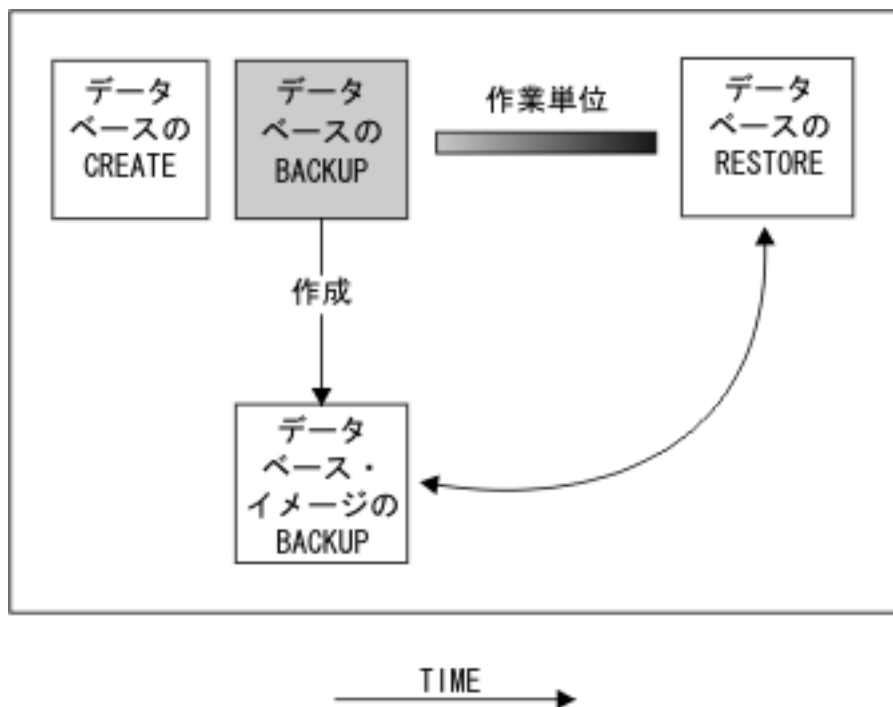 データ
ベースの
CREATE
データ
ベースの
BACKUP
作業単位
データ
ベースの
RESTORE
作成
データ
ベース・
イメージの
BACKUP
TIME